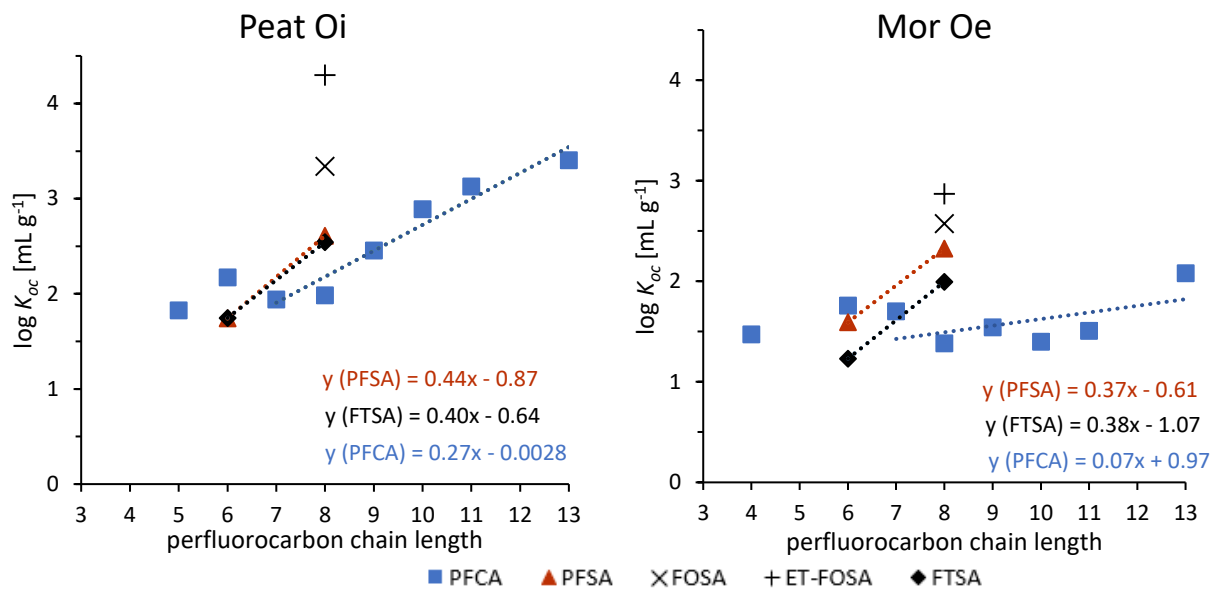 Peat Oi
Mor Oe
log Koc [mL g-1]
4
3
2
1
0
y (PFSA) = 0.44x - 0.87
y (FTSA) = 0.40x - 0.64
y (PFCA) = 0.27x - 0.0028
3 4 5 6 7 8 9 10 11 12 13
perfluorocarbon chain length
log Koc [mL g-1]
4
3
2
1
0
y (PFSA) = 0.37x - 0.61
y (FTSA) = 0.38x - 1.07
y (PFCA) = 0.07x + 0.97
3 4 5 6 7 8 9 10 11 12 13
perfluorocarbon chain length
PFCA PFSA FOSA ET-FOSA FTSA